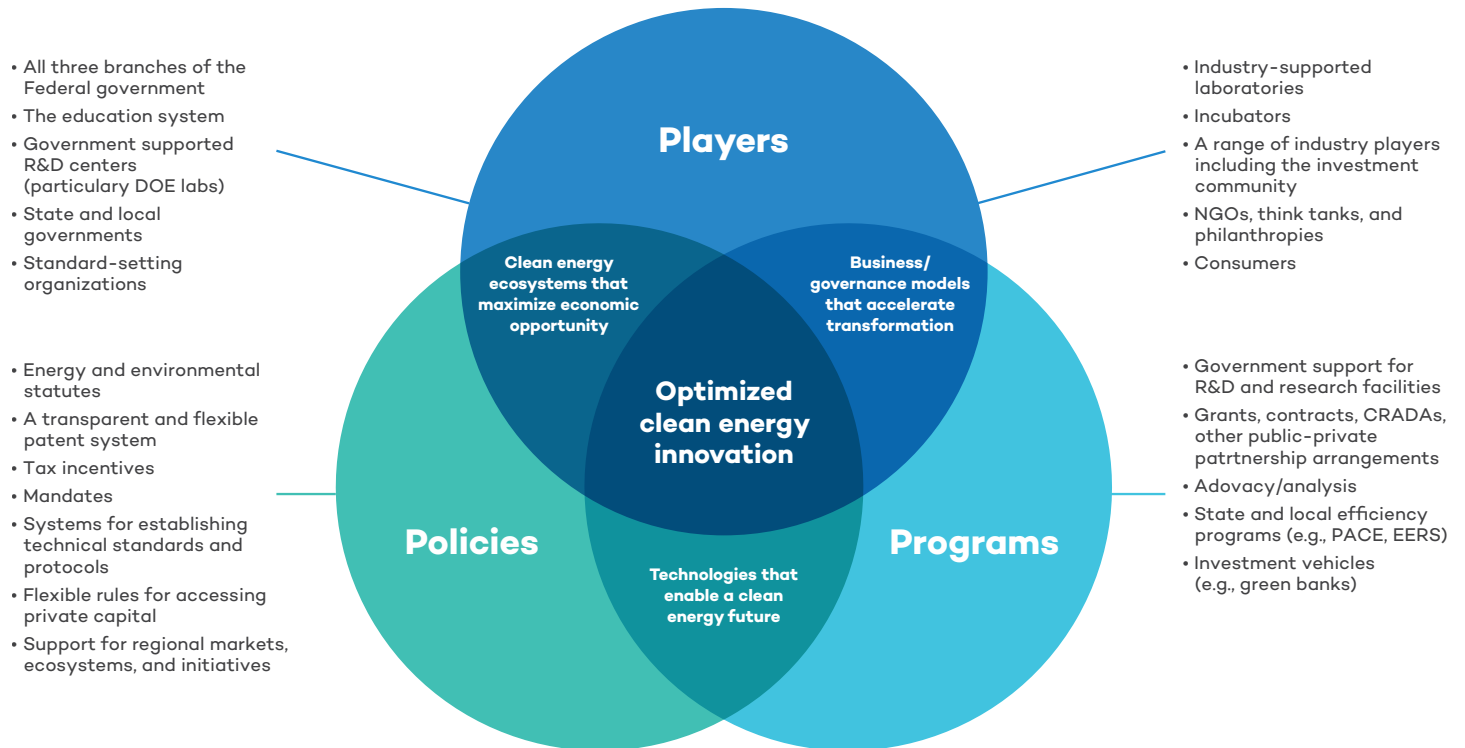 • All three branches of the
Federal government
• The education system
• Government supported
R&D centers
(particulary DOE labs)
• State and local
governments
• Standard-setting
organizations
Players
• Industry-supported
laboratories
• Incubators
• A range of industry players
including the investment
community
• NGOs, think tanks, and
philanthropies
• Consumers
Clean energy
ecosystems that
maximize economic
opportunity
Business/
governance models
that accelerate
transformation
Optimized
clean energy
innovation
• Energy and environmental
statutes
• A transparent and flexible
patent system
• Tax incentives
• Mandates
• Systems for establishing
technical standards and
protocols
• Flexible rules for accessing
private capital
• Support for regional markets,
ecosystems, and initiatives
Policies
Technologies that
enable a clean
energy future
Programs
• Government support for
R&D and research facilities
• Grants, contracts, CRADAs,
other public-private
patrtnership arrangements
• Adovacy/analysis
• State and local efficiency
programs (e.g., PACE, EERS)
• Investment vehicles
(e.g., green banks)